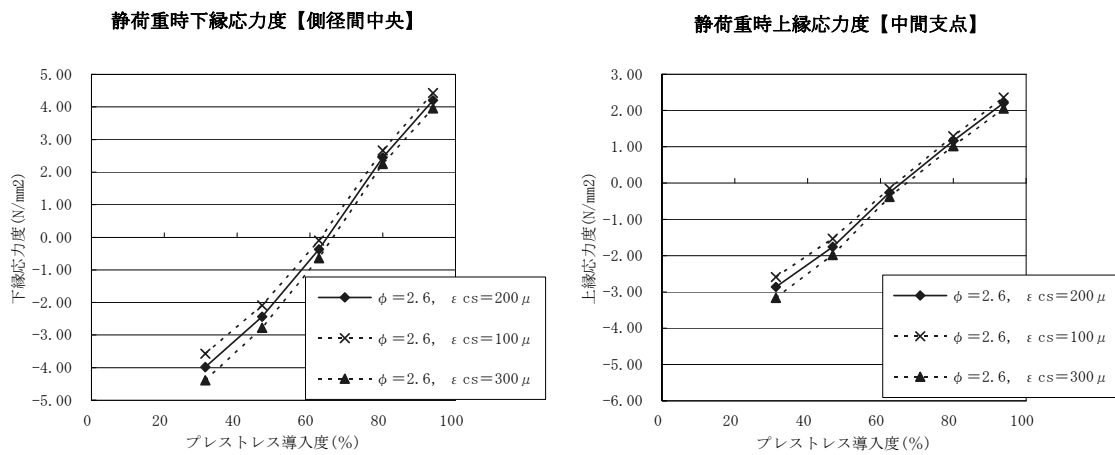 静荷重時下縁応力度【側径間中央】
5.00
4.00
3.00
2.00
1.00
0.00
-1.00
-2.00
-3.00
-4.00
-5.00
下縁応力度(N/mm2)
0 20 40 60 80 100
プレストレス導入度(%)
φ=2.6, εcs=200μ
φ=2.6, εcs=100μ
φ=2.6, εcs=300μ
静荷重時上縁応力度【中間支点】
3.00
2.00
1.00
0.00
-1.00
-2.00
-3.00
-4.00
-5.00
-6.00
上縁応力度(N/mm2)
0 20 40 60 80 100
プレストレス導入度(%)
φ=2.6, εcs=200μ
φ=2.6, εcs=100μ
φ=2.6, εcs=300μ